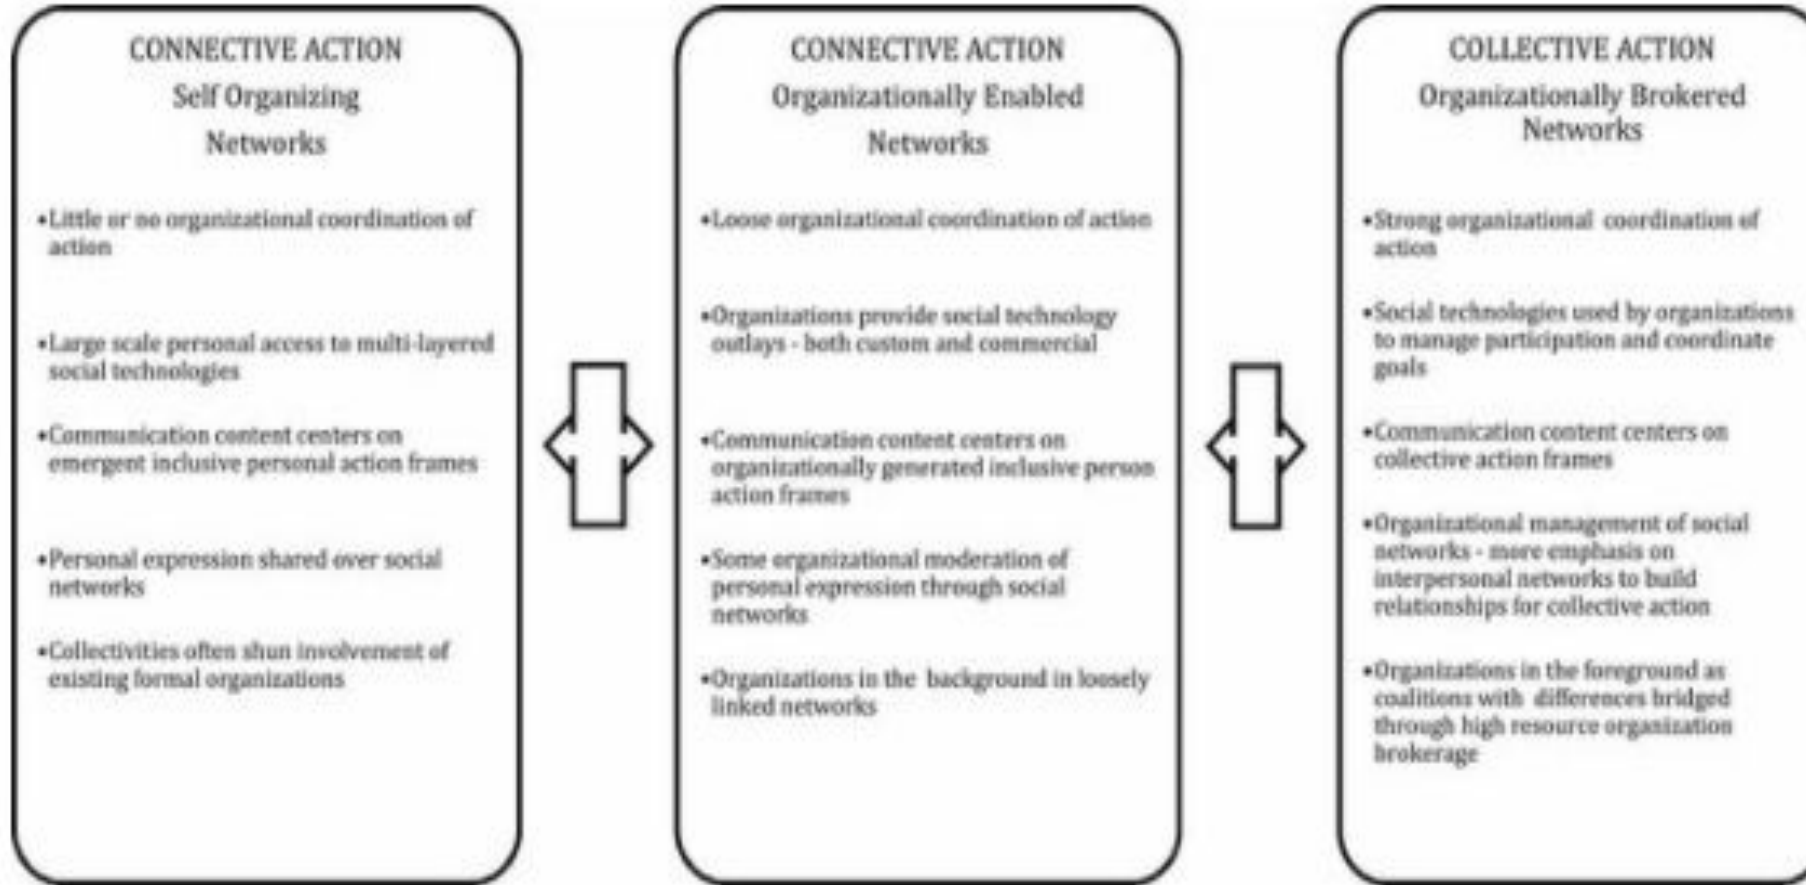 CONNECTIVE ACTION
Self Organizing
Networks
•Little or no organizational coordination of
action
•Large scale personal access to multi-layered
social technologies
•Communication content centers on
emergent inclusive personal action frames
•Personal expression shared over social
networks
•Collectivities often shun involvement of
existing formal organizations
CONNECTIVE ACTION
Organizationally Enabled
Networks
•Loose organizational coordination of action
•Organizations provide social technology
outlays - both custom and commercial
•Communication content centers on
organizationally generated inclusive person
action frames
•Some organizational moderation of
personal expression through social
networks
•Organizations in the background in loosely
linked networks
COLLECTIVE ACTION
Organizationally Brokered
Networks
•Strong organizational coordination of
action
•Social technologies used by organizations
to manage participation and coordinate
goals
•Communication content centers on
collective action frames
•Organizational management of social
networks - more emphasis on
interpersonal networks to build
relationships for collective action
•Organizations in the foreground as
coalitions with differences bridged
through high resource organization
brokerage